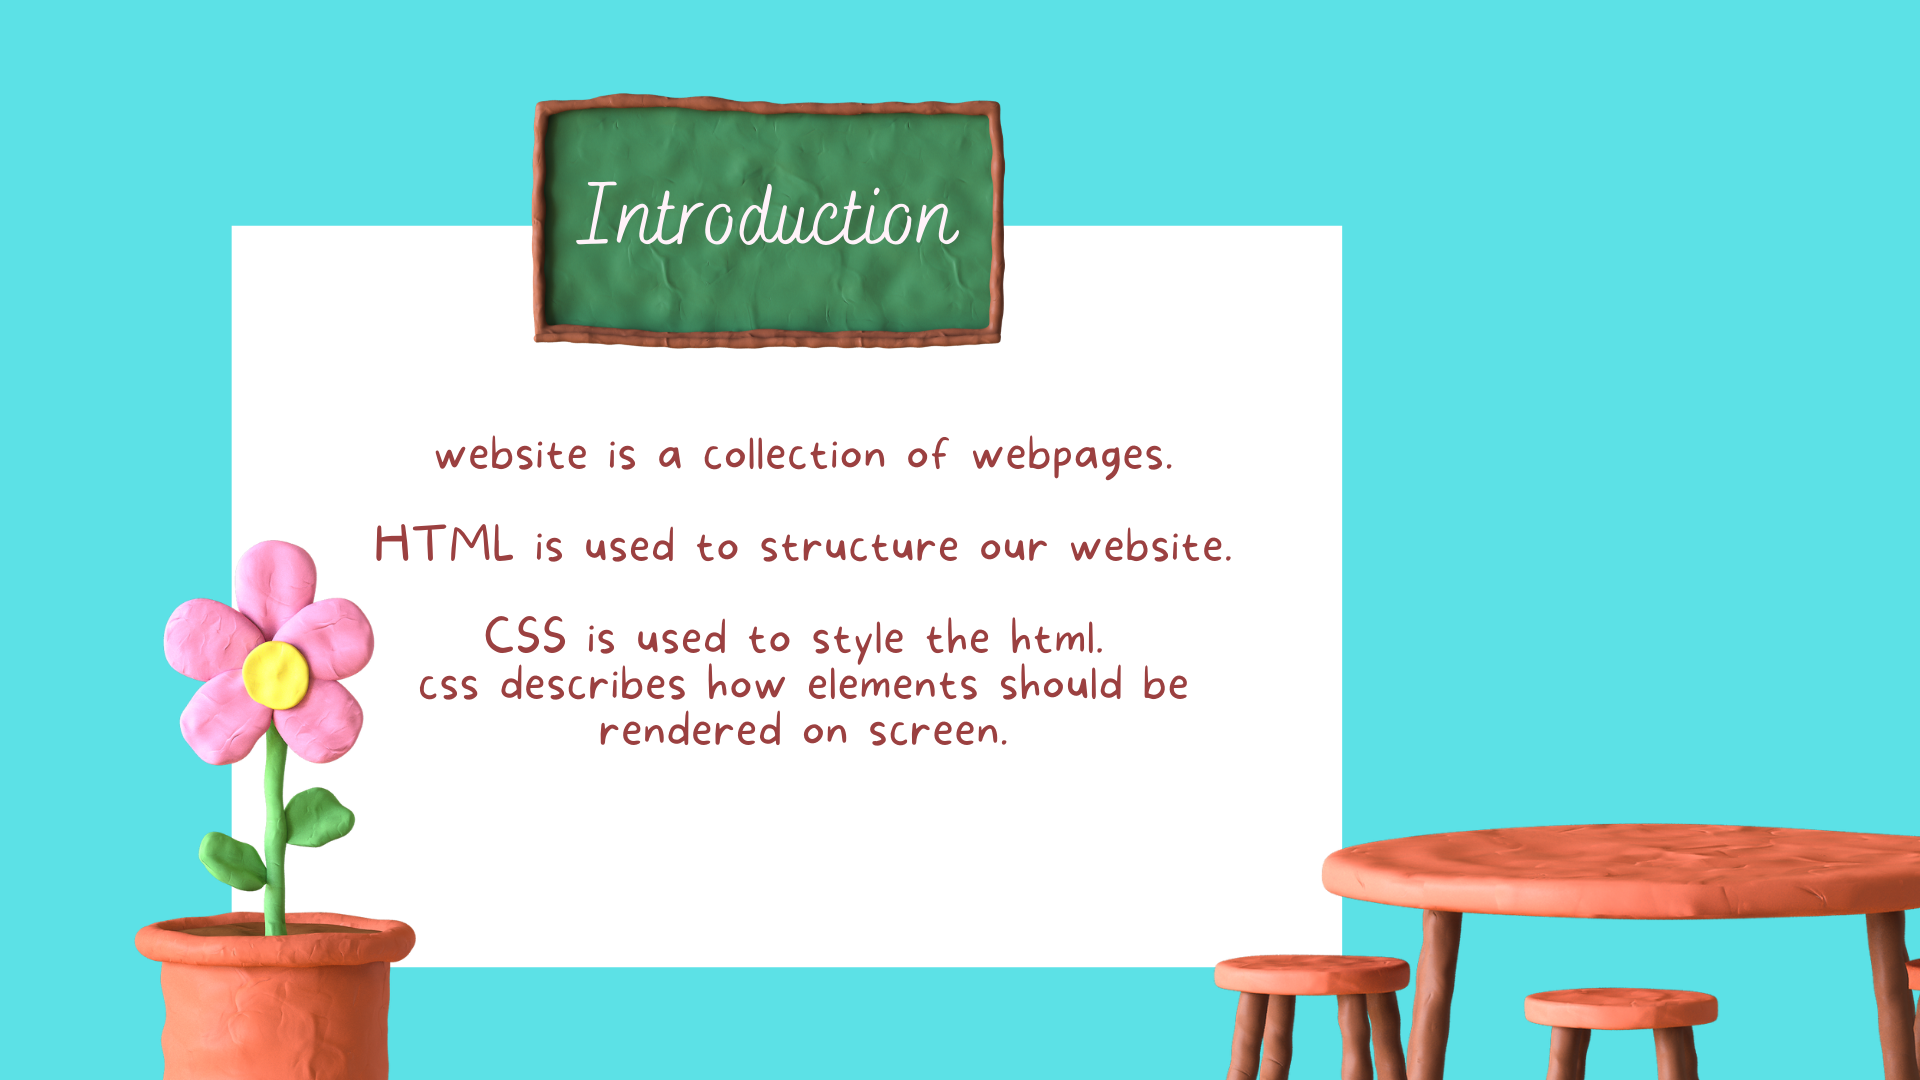 Introduction
website is a collection of webpages.
HTML is used to structure our website.
CSS is used to style the html.
css describes how elements should be
rendered on screen.